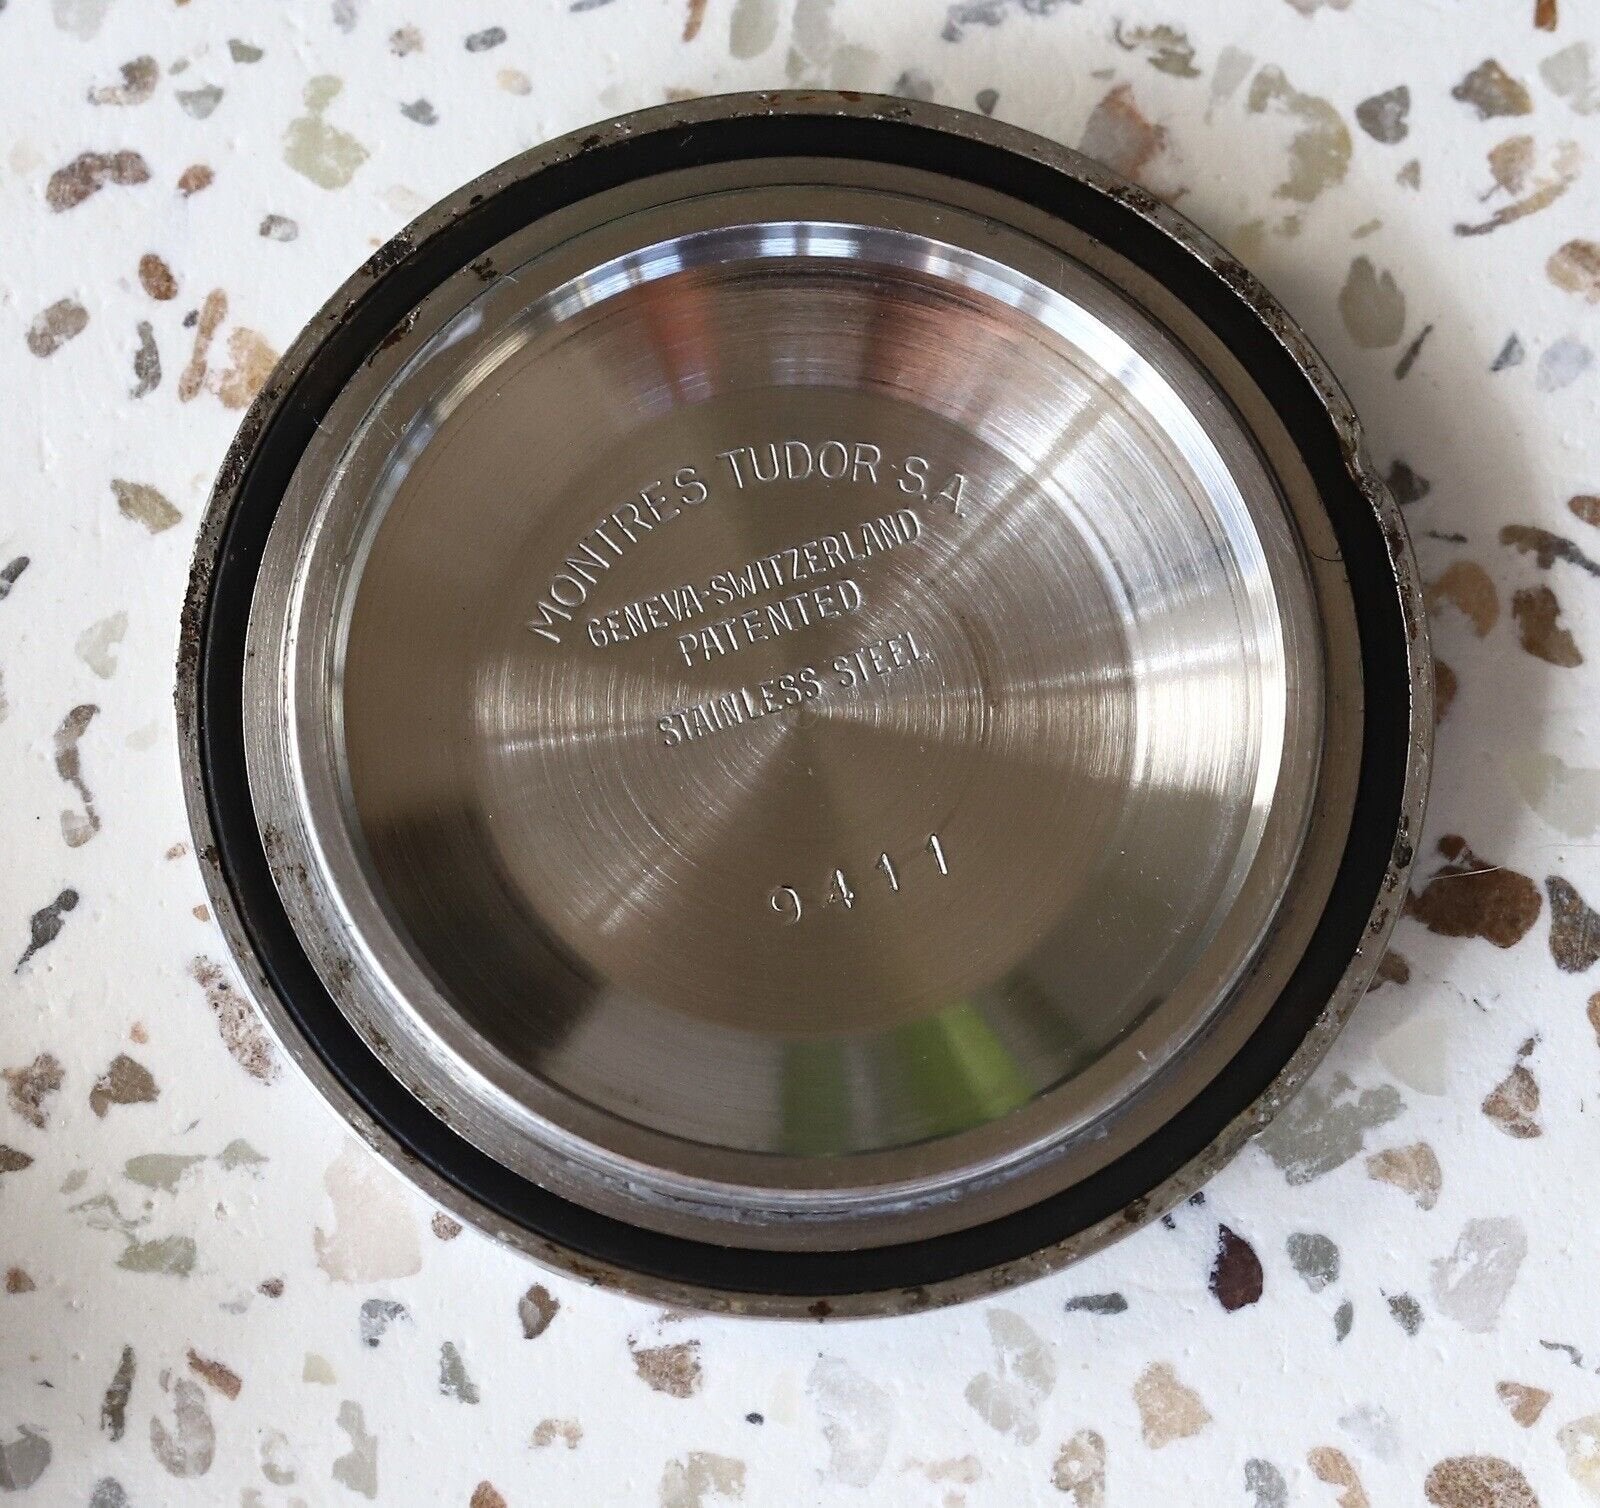 MONTRES TUDOR S.A.
GENEVA-SWITZERLAND
PATENTED
STAINLESS STEEL
9411